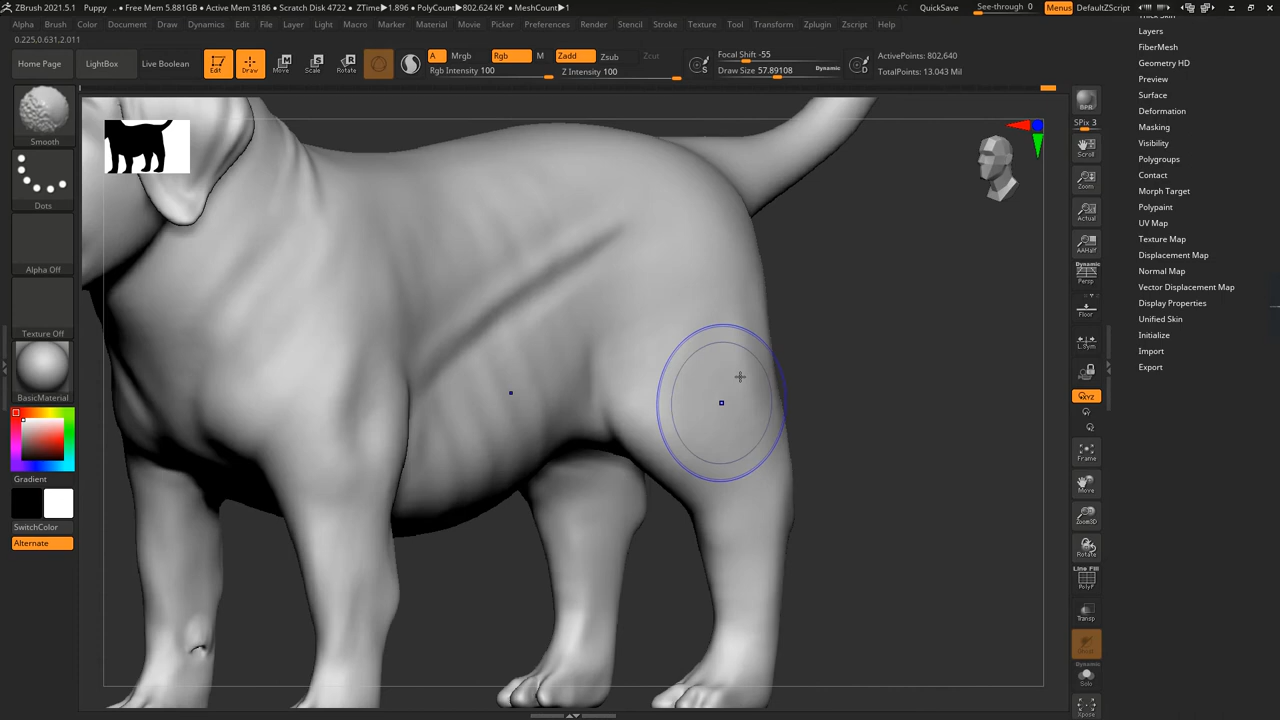 ZBrush 2021.5.1 Puppy .. • Free Mem 5.881GB • Active Mem 3186 • Scratch Disk 4722 • ZTime▶1.896 • PolyCount▶802.624 KP • MeshCount▶1 AC QuickSave See-through 0 Menus DefaultZScript
Alpha Brush Color Document Draw Dynamics Edit File Layer Light Macro Marker Material Movie Picker Preferences Render Stencil Stroke Texture Tool Transform Zplugin Zscript Help
0.225,0.631,2.011
Home Page LightBox Live Boolean Edit Draw Move Scale Rotate A Mrgb Rgb M Zadd Zsub Zcut
Rgb Intensity 100 Z Intensity 100
S Focal Shift -55
Draw Size 57.89108 Dynamic
D ActivePoints: 802,640
TotalPoints: 13.043 Mil
Smooth
Dots
Alpha Off
Texture Off
BasicMaterial
Gradient
SwitchColor
Alternate
BPR
SPix 3
Scroll
Zoom
Actual
AAHalf
Dynamic
Persp
Floor
L.Sym
XYZ
Y
Z
Frame
Move
Zoom3D
Rotate
Line Fill
PolyF
Transp
Dynamic
Solo
Xpose
Thick Skin
Layers
FiberMesh
Geometry HD
Preview
Surface
Deformation
Masking
Visibility
Polygroups
Contact
Morph Target
Polypaint
UV Map
Texture Map
Displacement Map
Normal Map
Vector Displacement Map
Display Properties
Unified Skin
Initialize
Import
Export